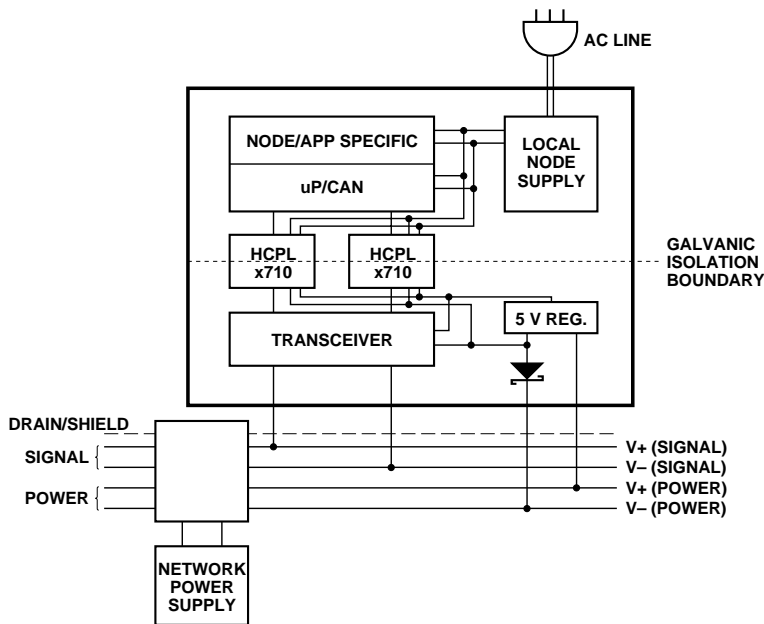 AC LINE
NODE/APP SPECIFIC
uP/CAN
LOCAL
NODE
SUPPLY
HCPL
x710
HCPL
x710
GALVANIC
ISOLATION
BOUNDARY
5 V REG.
TRANSCEIVER
DRAIN/SHIELD
SIGNAL
POWER
V+ (SIGNAL)
V– (SIGNAL)
V+ (POWER)
V– (POWER)
NETWORK
POWER
SUPPLY